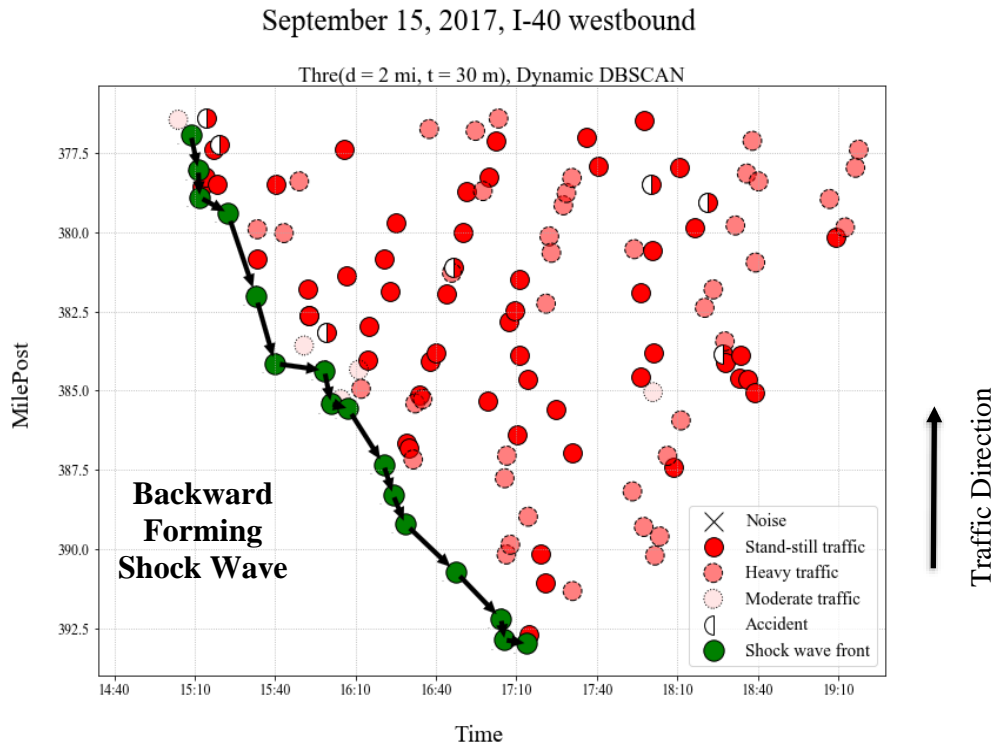 September 15, 2017, I-40 westbound
Thre(d = 2 mi, t = 30 m), Dynamic DBSCAN
MilePost
377.5
380.0
382.5
385.0
387.5
390.0
392.5
Backward
Forming
Shock Wave
Noise
Stand-still traffic
Heavy traffic
Moderate traffic
Accident
Shock wave front
14:40
15:10
15:40
16:10
16:40
17:10
17:40
18:10
18:40
19:10
Time
Traffic Direction